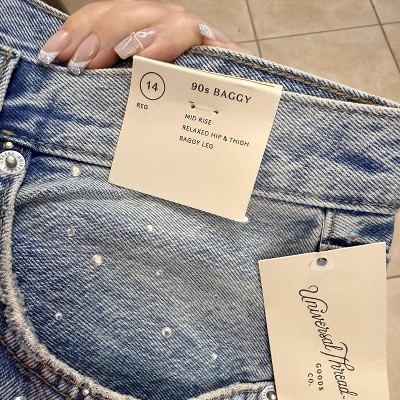 14
REG
90s BAGGY
MID RISE
RELAXED HIP & THIGH
BAGGY LEG
Universal Thread
GOODS
CO.